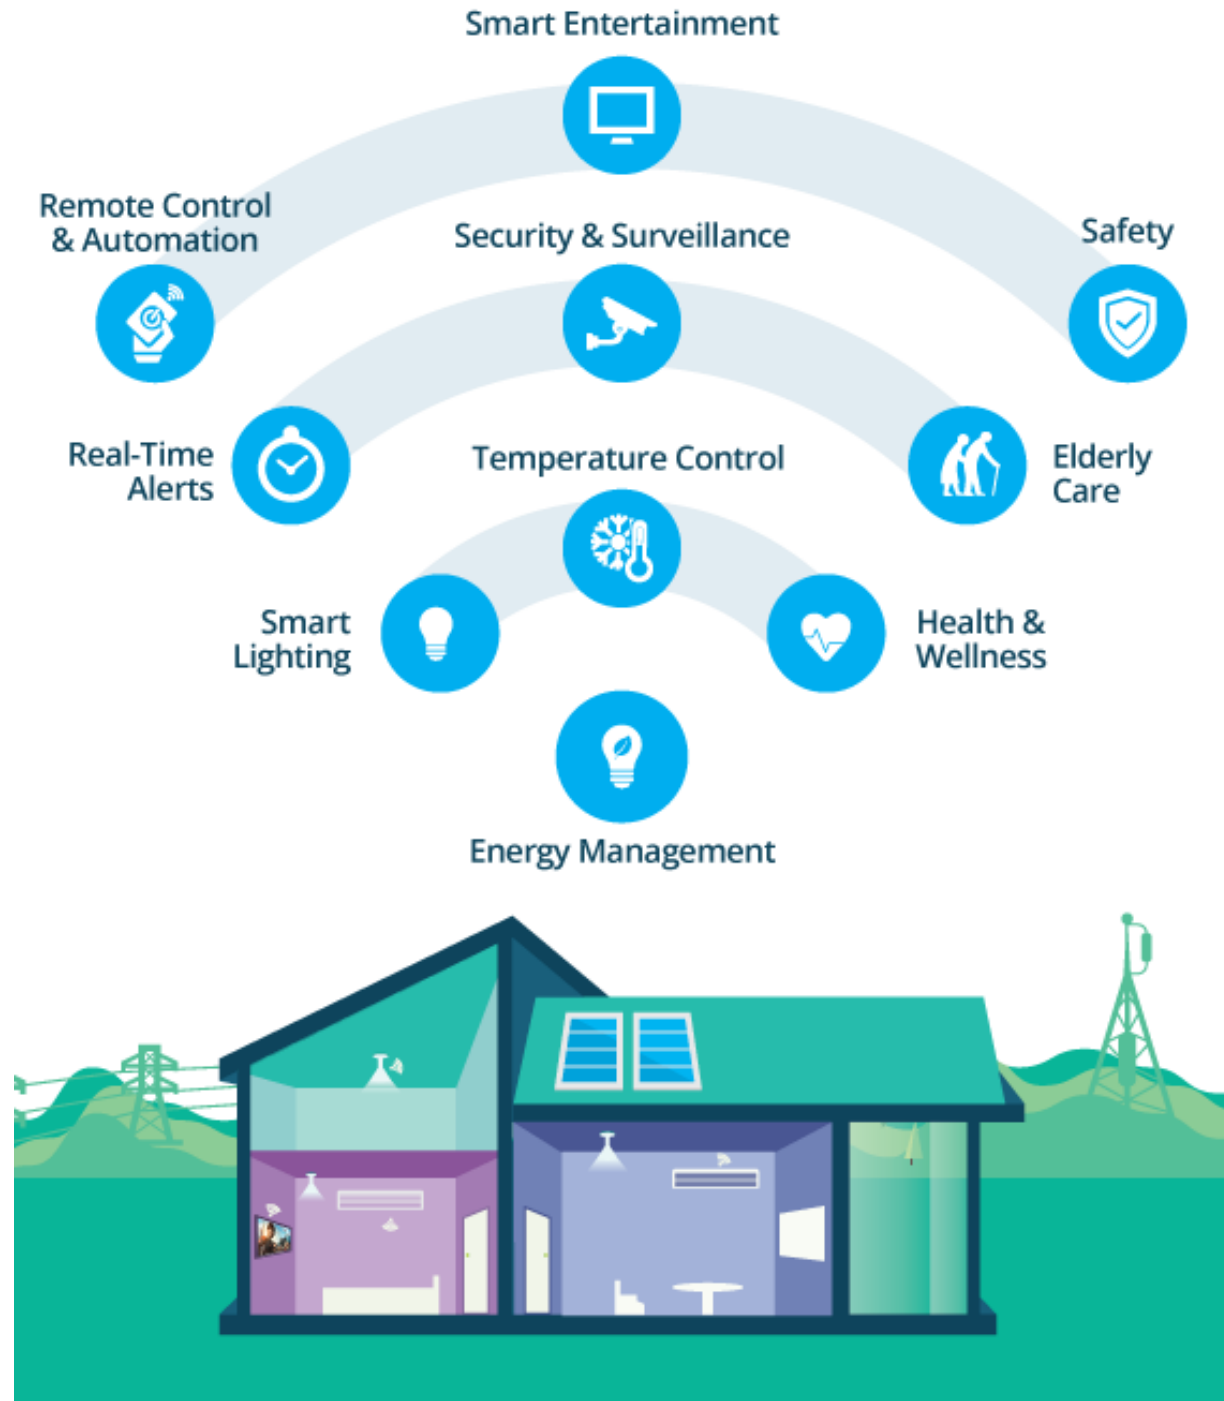 Smart Entertainment
Remote Control
& Automation
Security & Surveillance
Safety
Real-Time
Alerts
Temperature Control
Elderly
Care
Smart
Lighting
Health &
Wellness
Energy Management